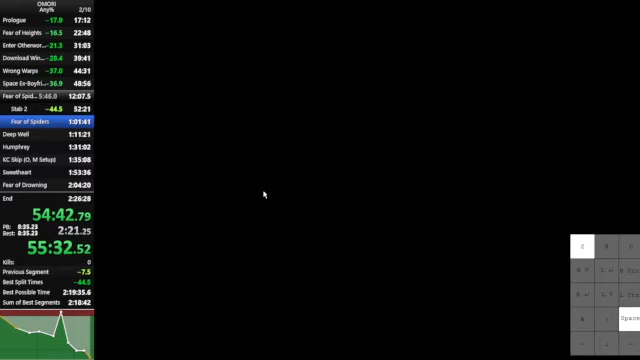 OMORI
Any% 2/10
Prologue -17.9 17:12
Fear of Heights -16.5 22:48
Enter Otherwor... -21.3 31:03
Download Win... -28.4 39:41
Wrong Warps -37.0 44:31
Space Ex-Boyfri... -36.9 48:56
Fear of Spid... 5:46.0 12:07.5
Stab 2 -44.5 52:21
Fear of Spiders 1:01:41
Deep Well 1:11:21
Humphrey 1:31:02
KC Skip (O, M Setup) 1:35:08
Sweetheart 1:53:36
Fear of Drowning 2:04:20
End 2:26:28
54:42.79
PB: 8:35.23
Best: 8:35.23
2:21.25
55:32.52
Kills: 0
Previous Segment -7.5
Best Split Times -44.5
Best Possible Time 2:19:35.6
Sum of Best Segments 2:18:42
Space